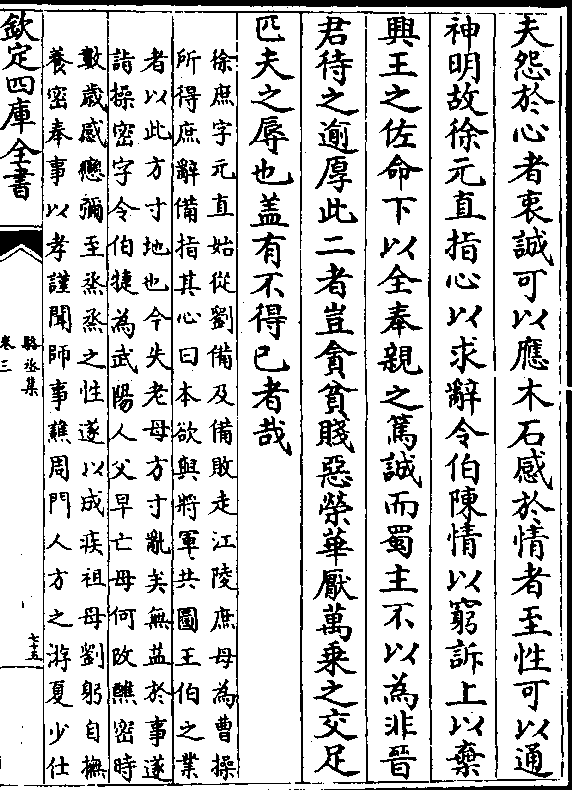 夫怨於心者衷誠可以應木石感於情者至性可以通
神明故徐元直指心以求辭令伯陳情以窮訴上以棄
興王之佐命下以全奉親之篤誠而蜀主不以為非晉
君待之逾厚此二者豈貪貧賤惡榮華厭萬乗之交足
匹夫之辱也盖有不得已者哉
徐庶字元直始從劉備及備敗走江陵庶母為曹操
所得庶辭備指其心曰本欲與將軍共圖王伯之業
者以此方寸地也今失老母方寸亂矣無益於事遂
詣操密字令伯揵為武陽人父早亡母何改醮密時
數歳感戀彌至烝烝之性遂以成疾祖母劉躬自撫
養密奉事以孝謹聞師事譙周門人方之游夏少仕
欽定四庫全書
駱丞集
卷三
七十五